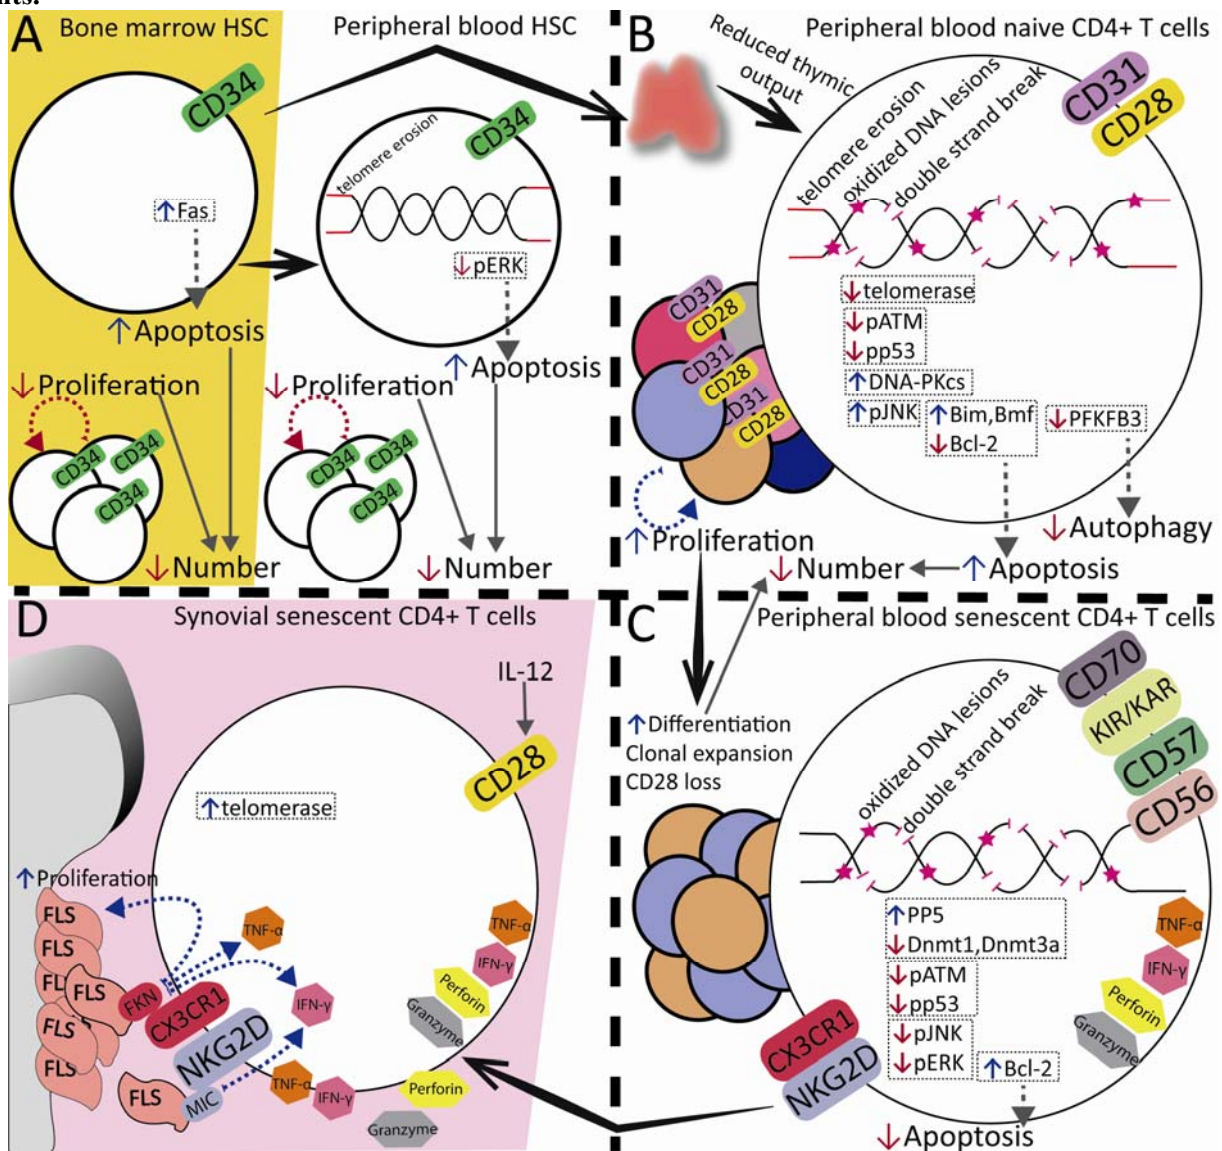 A
Bone marrow HSC
CD34
Fas
Apoptosis
Proliferation
CD34
CD34
CD34
Number
Peripheral blood HSC
CD34
telomere erosion
pERK
Apoptosis
Proliferation
CD34
CD34
CD34
Number
B
Reduced thymic
output
Peripheral blood naive CD4+ T cells
CD31
CD28
telomere erosion
oxidized DNA lesions
double strand break
telomerase
pATM
pp53
DNA-PKcs
pJNK
Bim,Bmf
Bcl-2
PFKFB3
Autophagy
Apoptosis
Number
CD31
CD28
CD31
CD28
CD31
CD28
Proliferation
D
Synovial senescent CD4+ T cells
IL-12
CD28
telomerase
Proliferation
FLS
FLS
FLS
FLS
FLS
FLS
FKN
CX3CR1
NKG2D
MIC
FLS
TNF-α
IFN-γ
TNF-α
IFN-γ
Perforin
Granzyme
TNF-α
IFN-γ
Perforin
Granzyme
C
Peripheral blood senescent CD4+ T cells
Differentiation
Clonal expansion
CD28 loss
oxidized DNA lesions
double strand break
CD70
KIR/KAR
CD57
CD56
PP5
Dnmt1,Dnmt3a
pATM
pp53
pJNK
pERK
Bcl-2
Apoptosis
TNF-α
IFN-γ
Perforin
Granzyme
CX3CR1
NKG2D